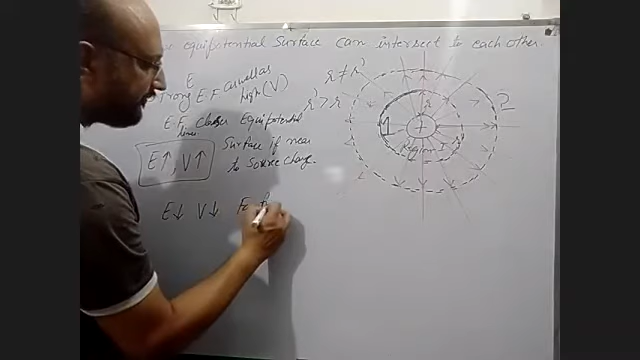 equipotential Surface can intersect to each other.
E
Strong E F as well as
high (V)
E F closer Equipotential
E↑, V↑
Surface if near
to Source charge.
E↓ V↓
r ≠ r'
r' > r
1
2
+
r
Region I